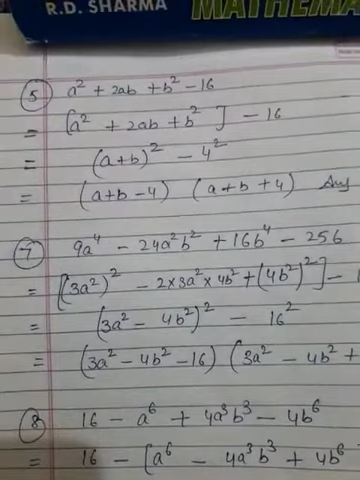 R.D. SHARMA
MATHEMA
(5) a² + 2ab + b² - 16
= [a² + 2ab + b²] - 16
= (a+b)² - 4²
= (a+b-4) (a+b+4) Ans
(7) 9a⁴ - 24a²b² + 16b⁴ - 256
= [(3a²)² - 2×3a²×4b² + (4b²)²] - 1
= (3a² - 4b²)² - 16²
= (3a² - 4b² - 16) (3a² - 4b² +
(8) 16 - a⁶ + 4a³b³ - 4b⁶
= 16 - [a⁶ - 4a³b³ + 4b⁶